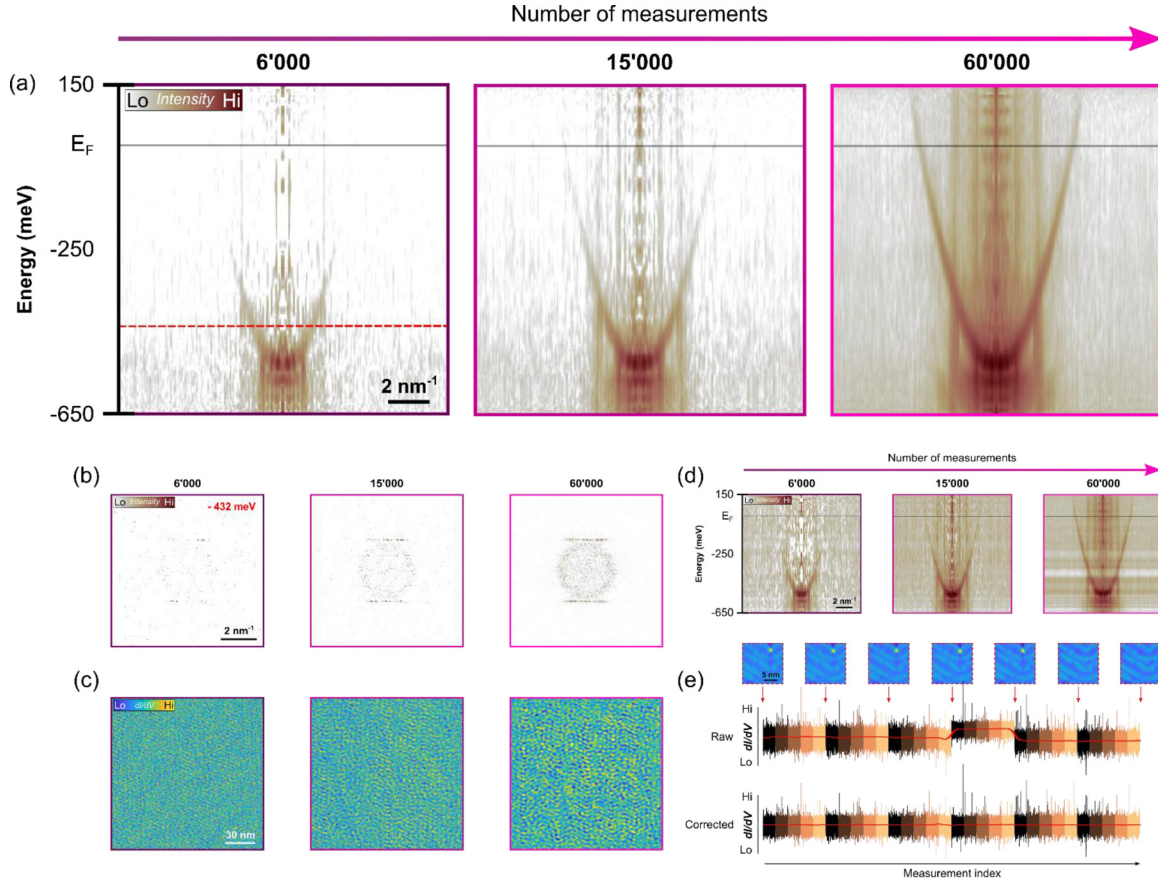 Number of measurements
6'000 15'000 60'000
(a)
150
Lo Intensity Hi
E_F
-250
Energy (meV)
2 nm⁻¹
-650
(b)
6'000 15'000 60'000
Lo Intensity Hi
- 432 meV
2 nm⁻¹
(c)
Lo dI/dV Hi
30 nm
(d)
Number of measurements
6'000 15'000 60'000
150
Lo Intensity Hi
E_F
-250
Energy (meV)
2 nm⁻¹
-650
(e)
5 nm
Hi
Raw dI/dV
Lo
Hi
Corrected dI/dV
Lo
Measurement index